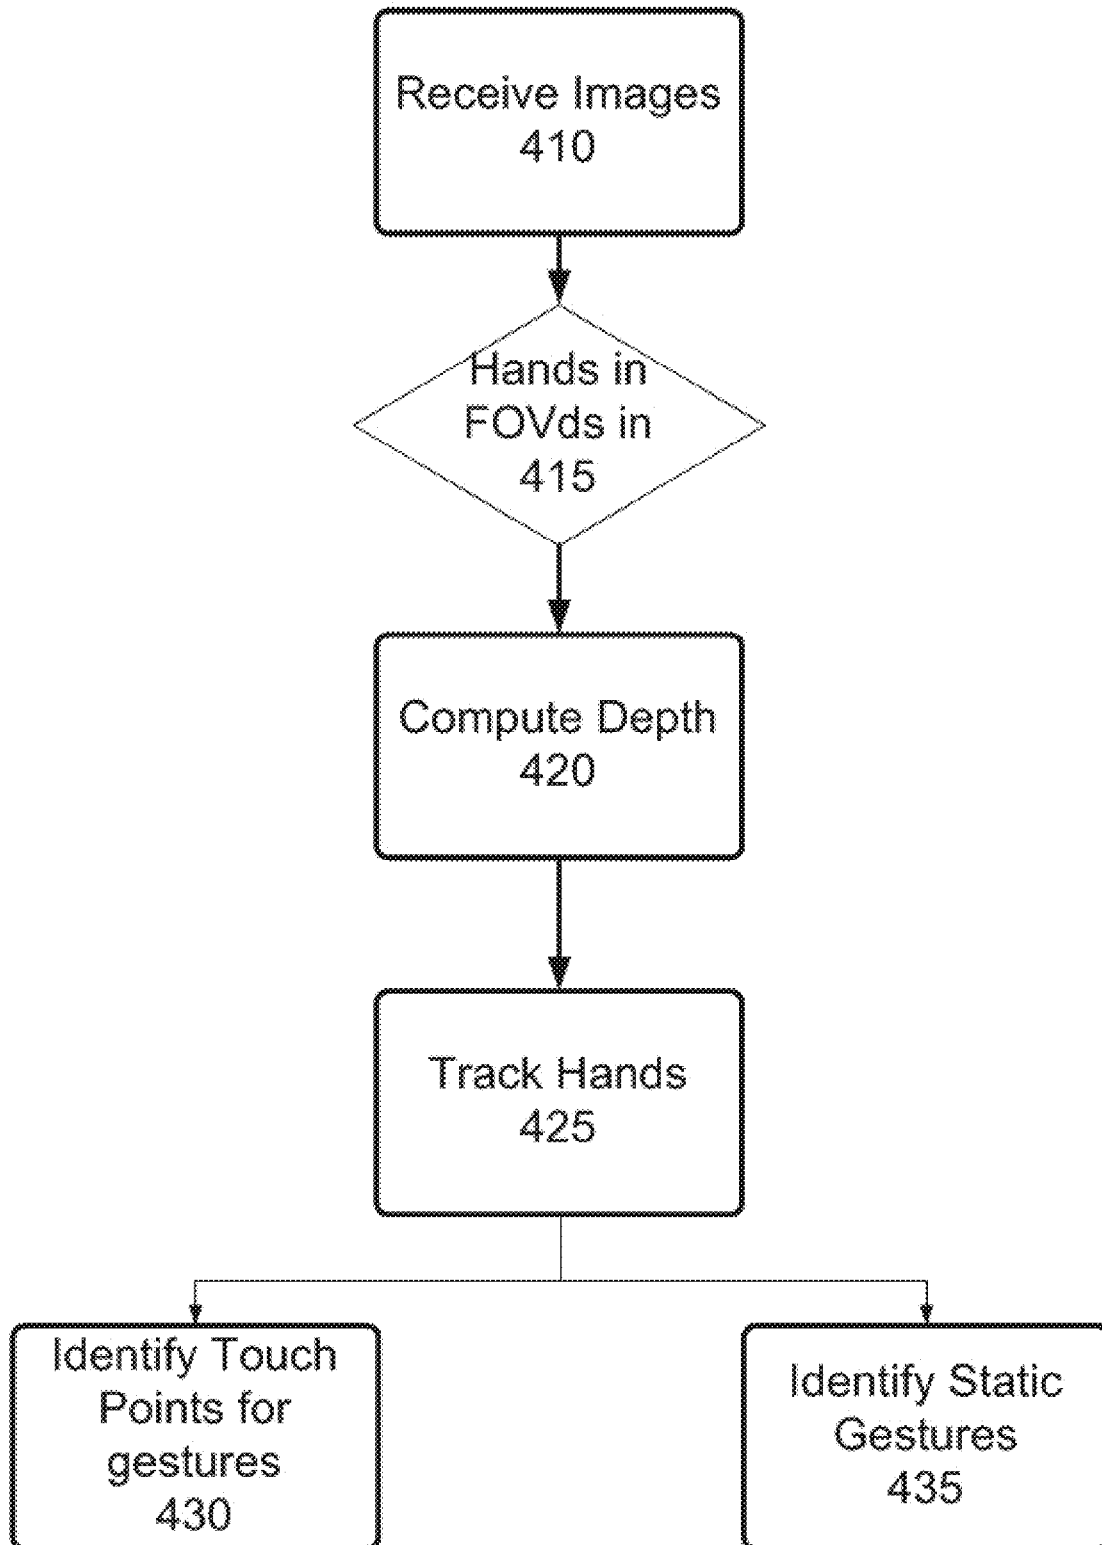 Receive Images
410
Hands in
FOVds in
415
Compute Depth
420
Track Hands
425
Identify Touch
Points for
gestures
430
Identify Static
Gestures
435